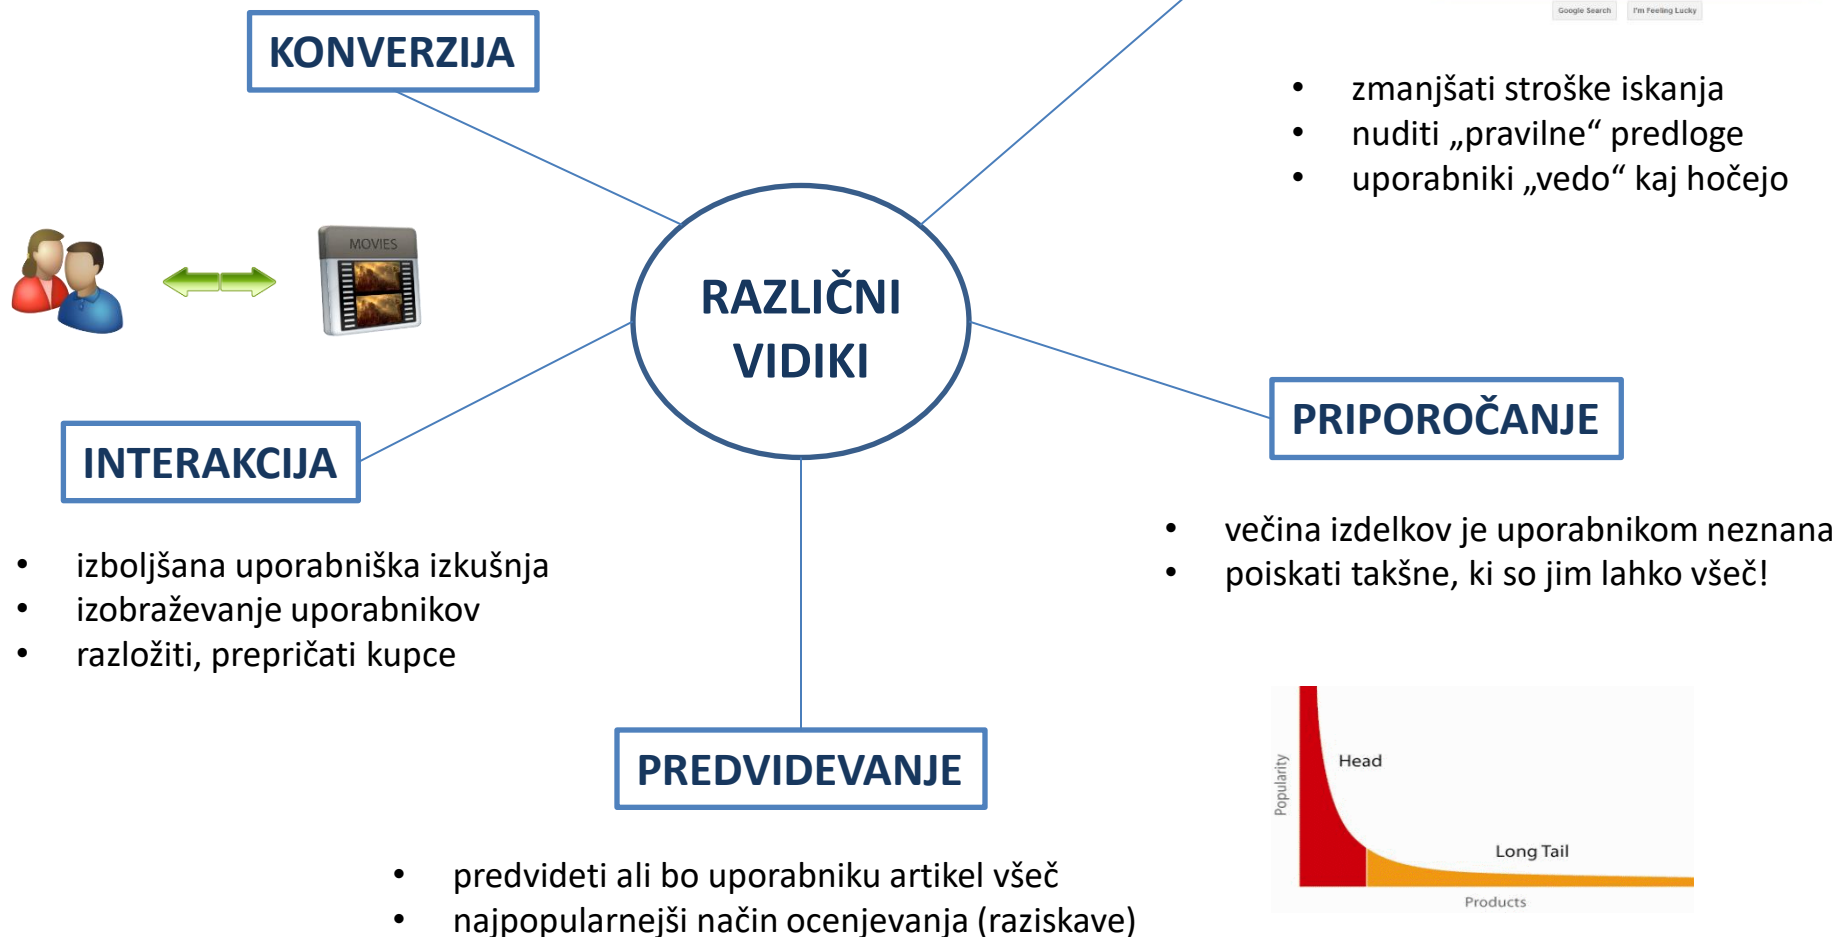 Google Search I'm Feeling Lucky
KONVERZIJA
• zmanjšati stroške iskanja
• nuditi „pravilne“ predloge
• uporabniki „vedo“ kaj hočejo
MOVIES
RAZLIČNI
VIDIKI
PRIPOROČANJE
INTERAKCIJA
• večina izdelkov je uporabnikom neznana
• poiskati takšne, ki so jim lahko všeč!
• izboljšana uporabniška izkušnja
• izobraževanje uporabnikov
• razložiti, prepričati kupce
PREDVIDEVANJE
• predvideti ali bo uporabniku artikel všeč
• najpopularnejši način ocenjevanja (raziskave)
Popularity
Head
Long Tail
Products